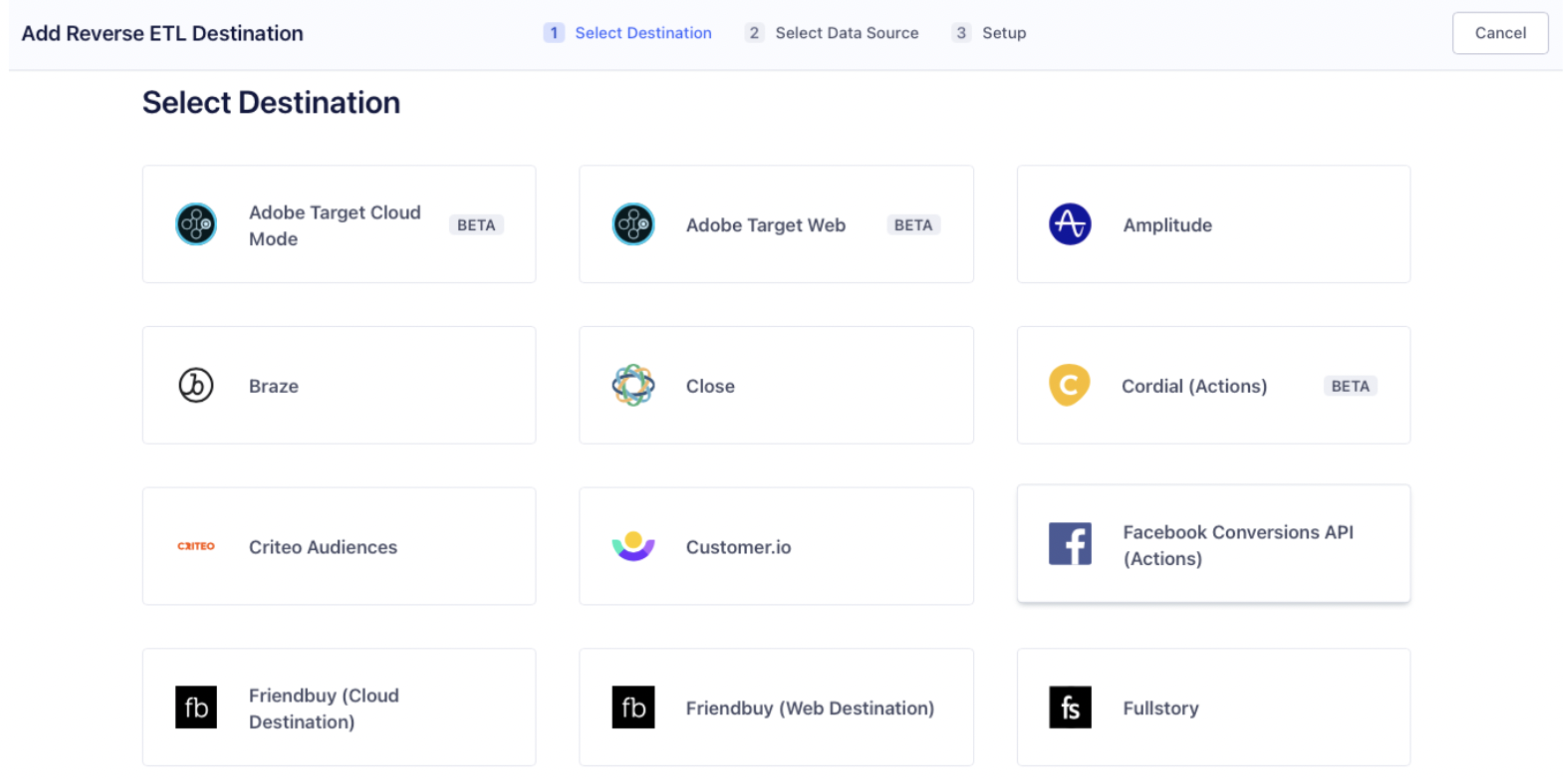 Add Reverse ETL Destination
1 Select Destination
2 Select Data Source
3 Setup
Cancel
Select Destination
Adobe Target Cloud
Mode
BETA
Adobe Target Web
BETA
Amplitude
Braze
Close
C
Cordial (Actions)
BETA
CRITEO
Criteo Audiences
Customer.io
f
Facebook Conversions API
(Actions)
fb
Friendbuy (Cloud
Destination)
fb
Friendbuy (Web Destination)
fs
Fullstory